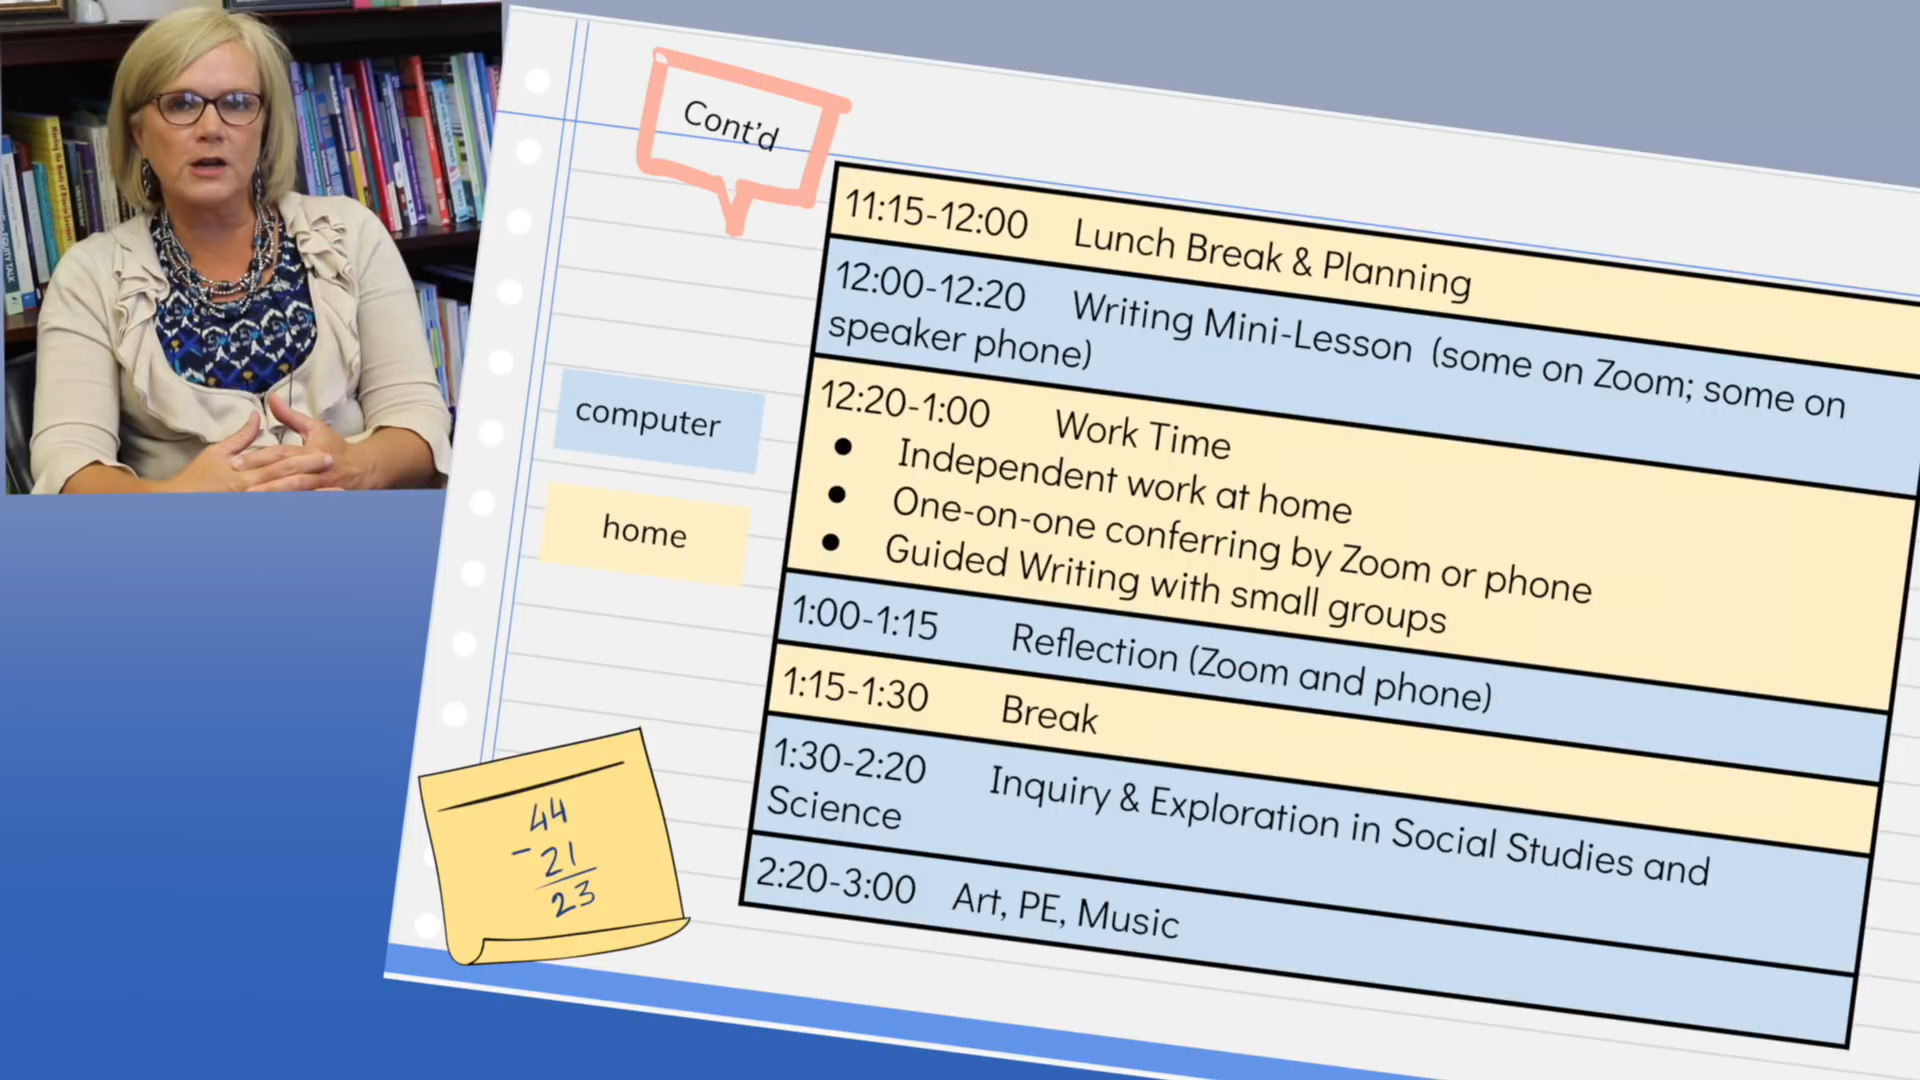 Cont'd
11:15-12:00 Lunch Break & Planning
12:00-12:20 Writing Mini-Lesson (some on Zoom; some on
speaker phone)
12:20-1:00 Work Time
● Independent work at home
● One-on-one conferring by Zoom or phone
● Guided Writing with small groups
1:00-1:15 Reflection (Zoom and phone)
1:15-1:30 Break
1:30-2:20 Inquiry & Exploration in Social Studies and
Science
2:20-3:00 Art, PE, Music
computer
home
44
- 21
23